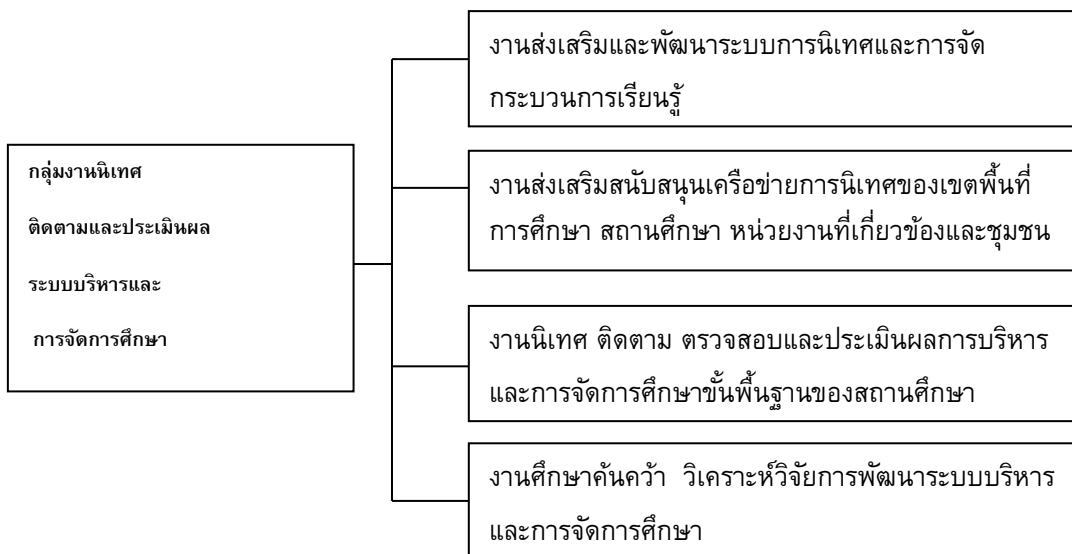 กลุ่มงานนิเทศ
ติดตามและประเมินผล
ระบบบริหารและ
การจัดการศึกษา
งานส่งเสริมและพัฒนาระบบการนิเทศและการจัด
กระบวนการเรียนรู้
งานส่งเสริมสนับสนุนเครือข่ายการนิเทศของเขตพื้นที่
การศึกษา สถานศึกษา หน่วยงานที่เกี่ยวข้องและชุมชน
งานนิเทศ ติดตาม ตรวจสอบและประเมินผลการบริหาร
และการจัดการศึกษาขั้นพื้นฐานของสถานศึกษา
งานศึกษาค้นคว้า วิเคราะห์วิจัยการพัฒนาระบบบริหาร
และการจัดการศึกษา